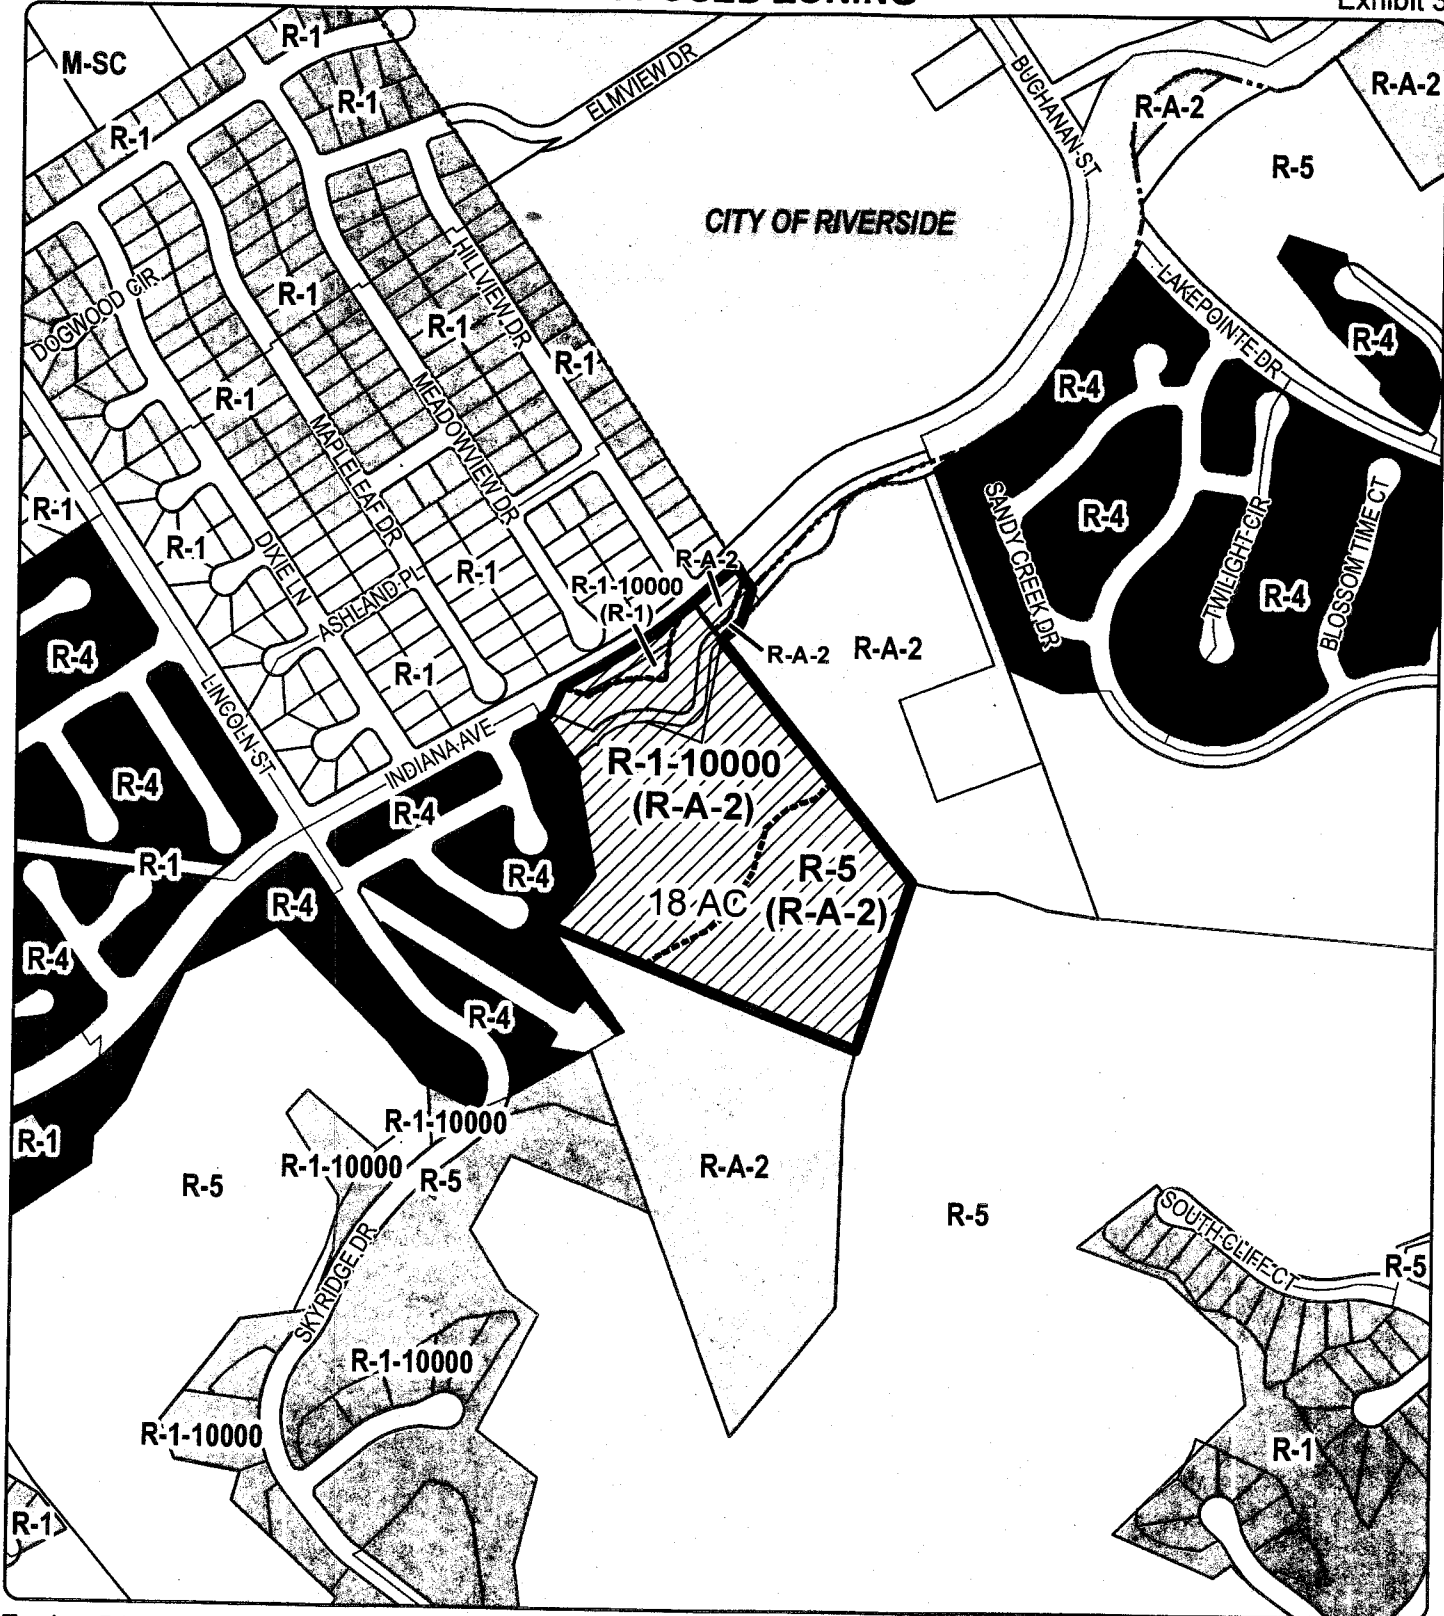 ZONING
Exhibit 3
M-SC
R-1
R-1
R-1
ELMVIEW DR
BUCHANAN ST
R-A-2
R-A-2
R-5
CITY OF RIVERSIDE
DOGWOOD CIR
R-1
HILLVIEW DR
R-1
R-1
LAKEPOINTE DR
R-4
R-4
R-1
MAPLELEAF DR
MEADOWVIEW DR
R-1
R-1
DIXIE LN
ASHLAND PL
R-1
R-1-10000
(R-1)
R-A-2
R-A-2
R-A-2
SANDY CREEK DR
R-4
TWILIGHT CIR
R-4
BLOSSOM TIME CT
R-4
LINCOLN ST
R-1
INDIANA AVE
R-4
R-4
R-1-10000
(R-A-2)
R-1
R-4
R-4
R-4
18 AC
R-5
(R-A-2)
R-4
R-1
R-1-10000
R-1-10000
R-5
R-5
R-A-2
R-5
SKYRIDGE DR
SOUTH CLIFF CT
R-5
R-1-10000
R-1-10000
R-1
R-1